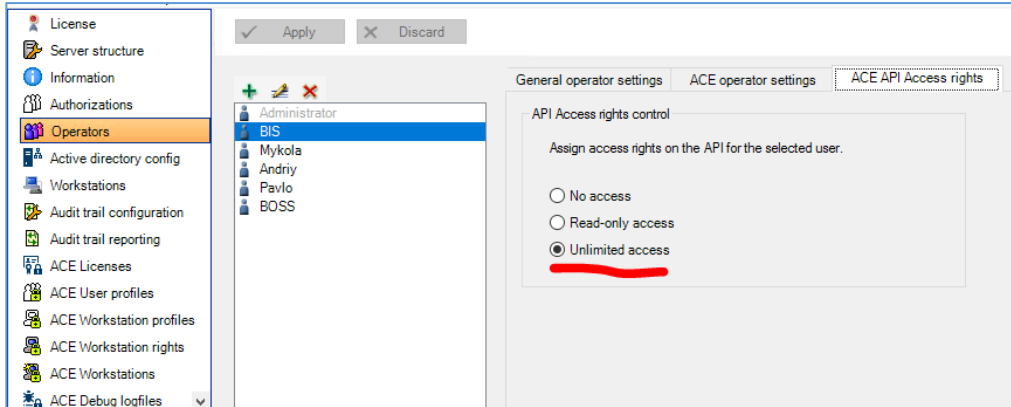 License
Server structure
Information
Authorizations
Operators
Active directory config
Workstations
Audit trail configuration
Audit trail reporting
ACE Licenses
ACE User profiles
ACE Workstation profiles
ACE Workstation rights
ACE Workstations
ACE Debug logfiles
Apply Discard
Administrator
BIS
Mykola
Andriy
Pavlo
BOSS
General operator settings ACE operator settings ACE API Access rights
API Access rights control
Assign access rights on the API for the selected user.
No access
Read-only access
Unlimited access